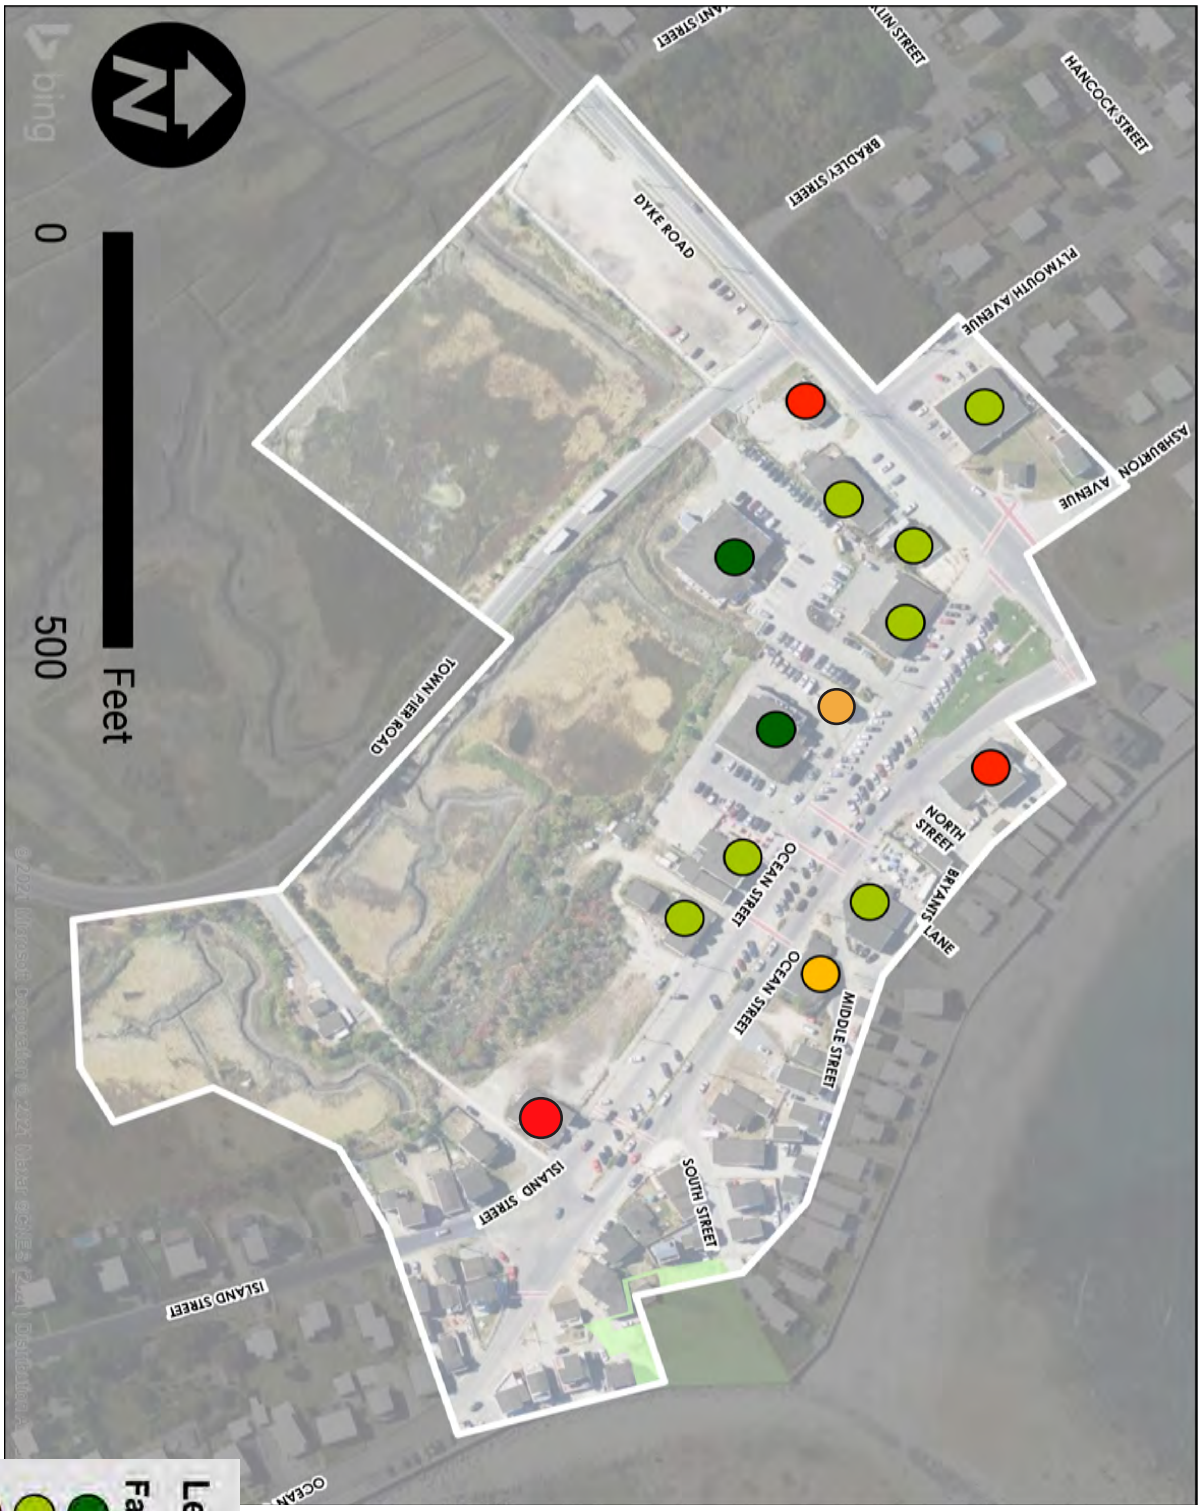 bing
N
0
500
Feet
HANCOCK STREET
BRADLEY STREET
DYKE ROAD
PLYMOUTH AVENUE
ASHBURTON
AVENUE
TOWN PIER ROAD
NORTH
STREET
BRYANTS
LANE
OCEAN STREET
OCEAN STREET
MIDDLE STREET
SOUTH STREET
ISLAND STREET
ISLAND STREET
OCEAN